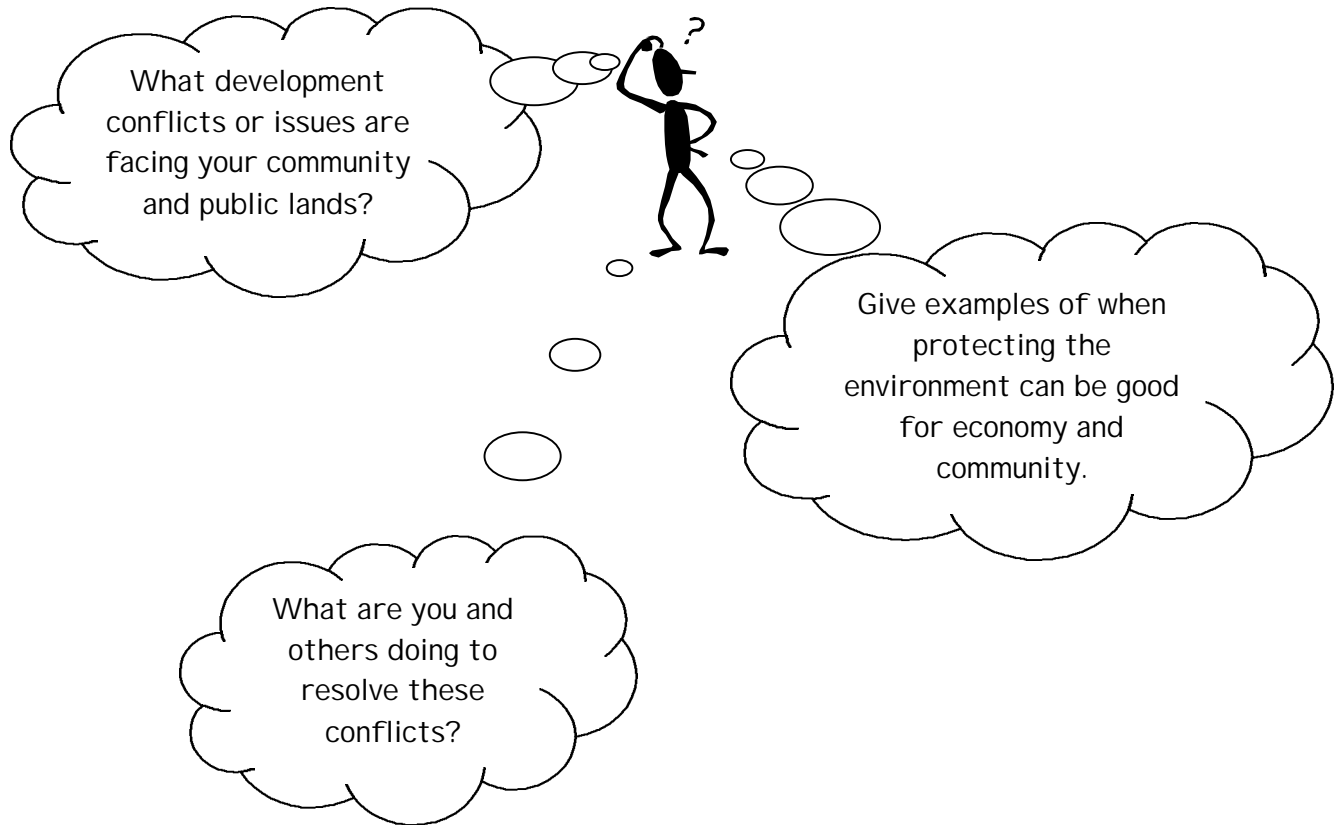 ?
What development
conflicts or issues are
facing your community
and public lands?
Give examples of when
protecting the
environment can be good
for economy and
community.
What are you and
others doing to
resolve these
conflicts?